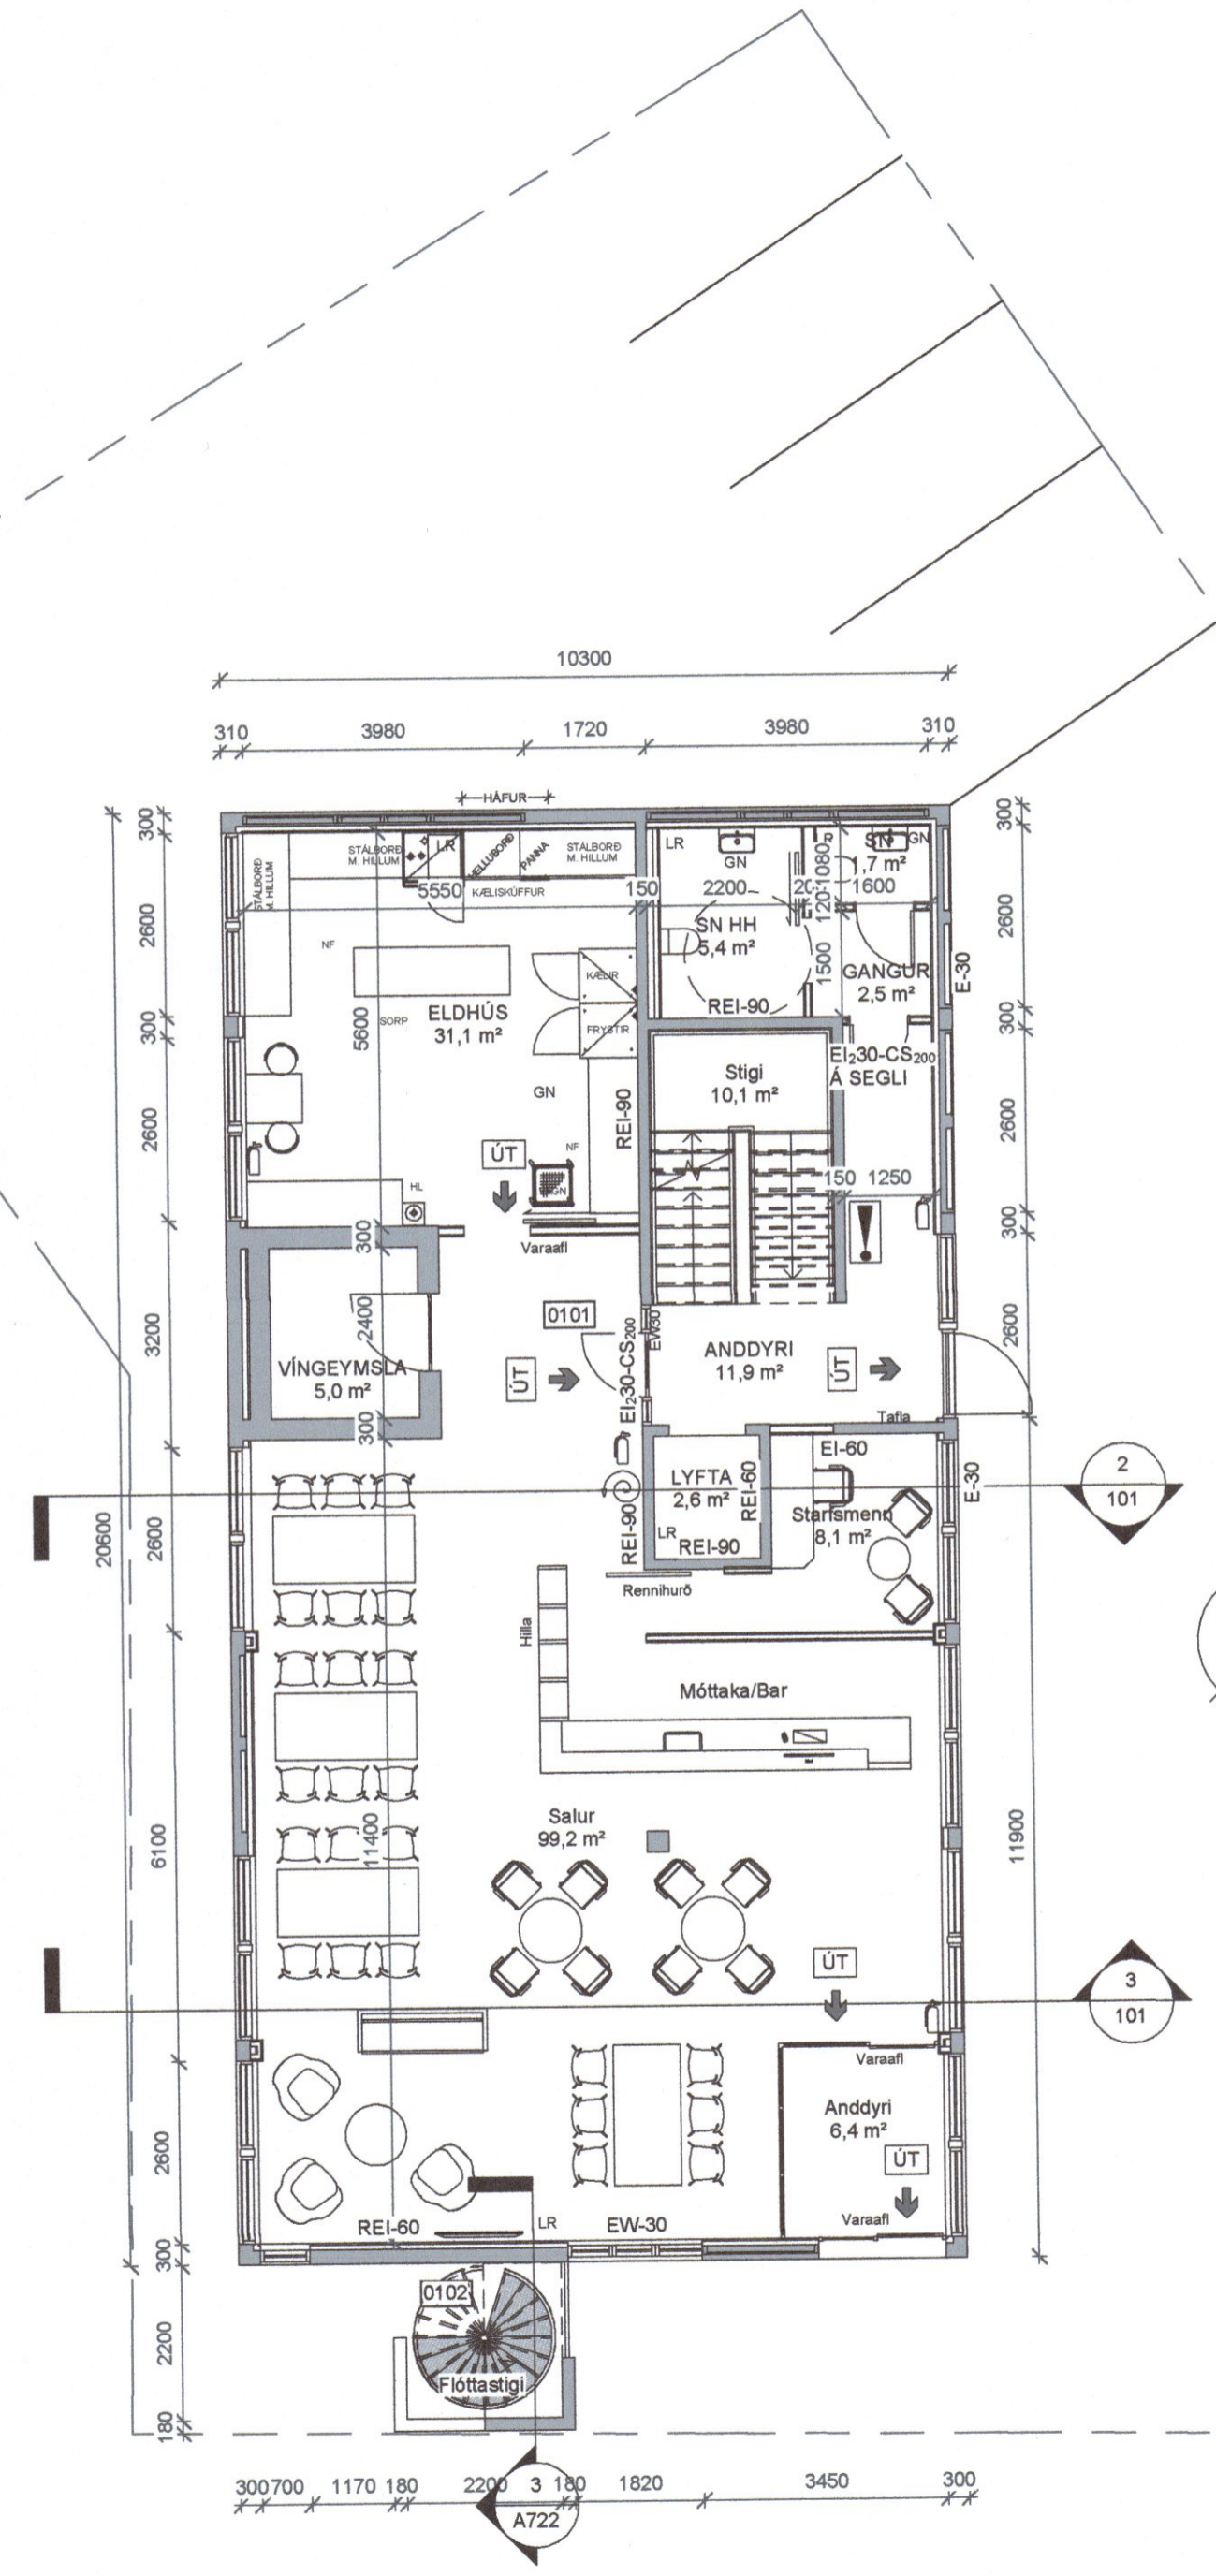 10300
310 3980 1720 3980 310
HÁFUR
300
2600
300
2600
3200
2600
6100
2600
300
2200
180
20600
300
2600
300
2600
300
2600
11900
STÁLBORÐ
M. HILLUM
STÁLBORÐ
M. HILLUM
LR
HELLUBORÐ
PANNA
STÁLBORÐ
M. HILLUM
5550
KÆLISKÚFFUR
150
2200
1600
1080
1500
LR
GN
SN HH
5,4 m²
REI-90
SN
GN
1,7 m²
GANGUR
2,5 m²
E-30
NF
SORP
5600
ELDHÚS
31,1 m²
KÆLIR
FRYSTIR
GN
REI-90
NF
GN
HL
ÚT
Varaafl
Stigi
10,1 m²
EI₂30-CS₂₀₀
Á SEGLI
150 1250
300
2400
VÍNGEYMSLA
5,0 m²
300
0101
EI₂30-CS₂₀₀
EW30
ÚT
ANDDYRI
11,9 m²
ÚT
Tafla
EI-60
LYFTA
2,6 m²
LR
REI-90
REI-60
REI-90
Starfsmenn
8,1 m²
E-30
2
101
Rennihurð
Hilla
Móttaka/Bar
11400
Salur
99,2 m²
ÚT
3
101
Varaafl
Anddyri
6,4 m²
ÚT
Varaafl
REI-60
LR
EW-30
0102
Flóttastigi
300 700 1170 180 2200 180 1820 3450 300
3
A722